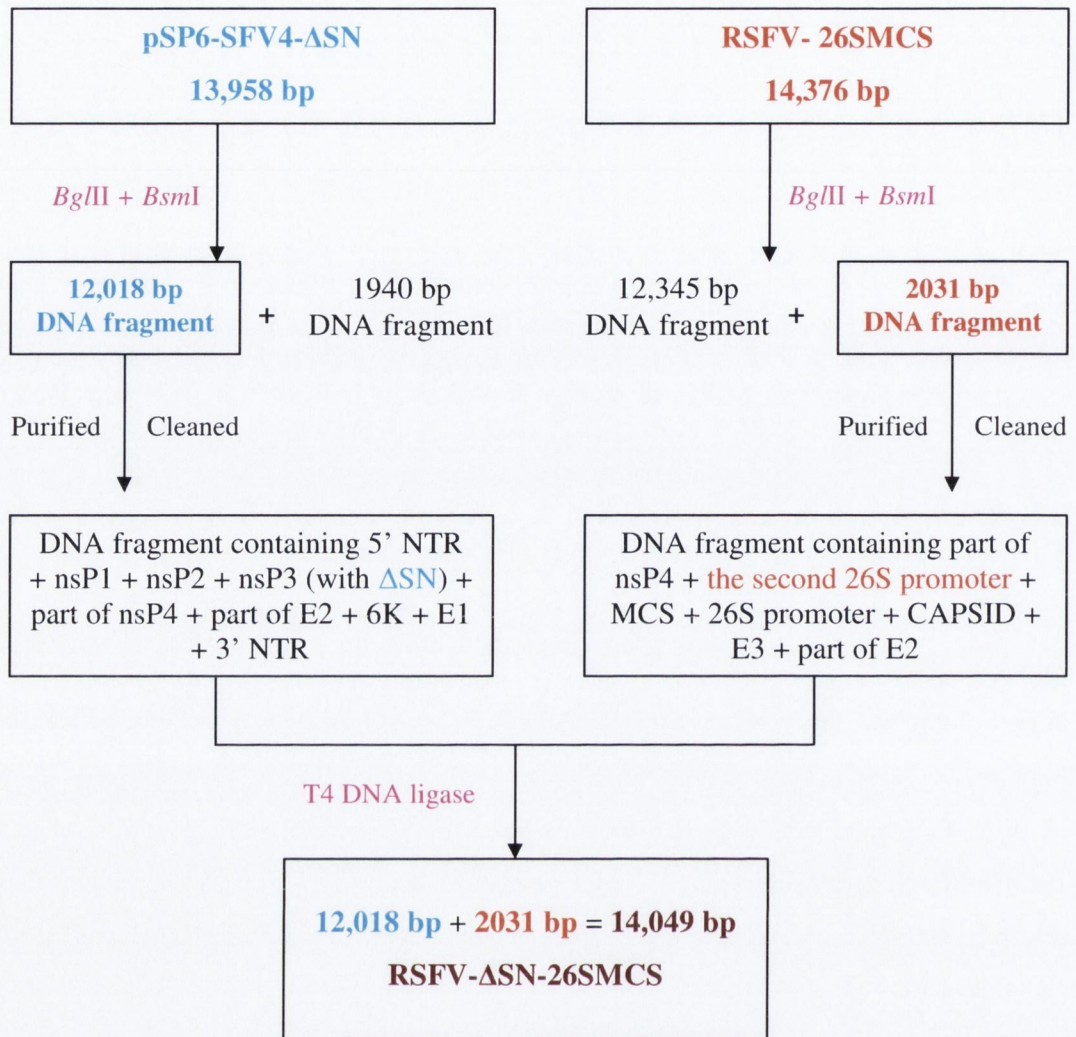 pSP6-SFV4-ΔSN
13,958 bp
RSFV- 26SMCS
14,376 bp
BglII + BsmI
BglII + BsmI
12,018 bp
DNA fragment
+
1940 bp
DNA fragment
12,345 bp
DNA fragment
+
2031 bp
DNA fragment
Purified
Cleaned
Purified
Cleaned
DNA fragment containing 5’ NTR
+ nsP1 + nsP2 + nsP3 (with ΔSN) +
part of nsP4 + part of E2 + 6K + E1
+ 3’ NTR
DNA fragment containing part of
nsP4 + the second 26S promoter +
MCS + 26S promoter + CAPSID +
E3 + part of E2
T4 DNA ligase
12,018 bp + 2031 bp = 14,049 bp
RSFV-ΔSN-26SMCS